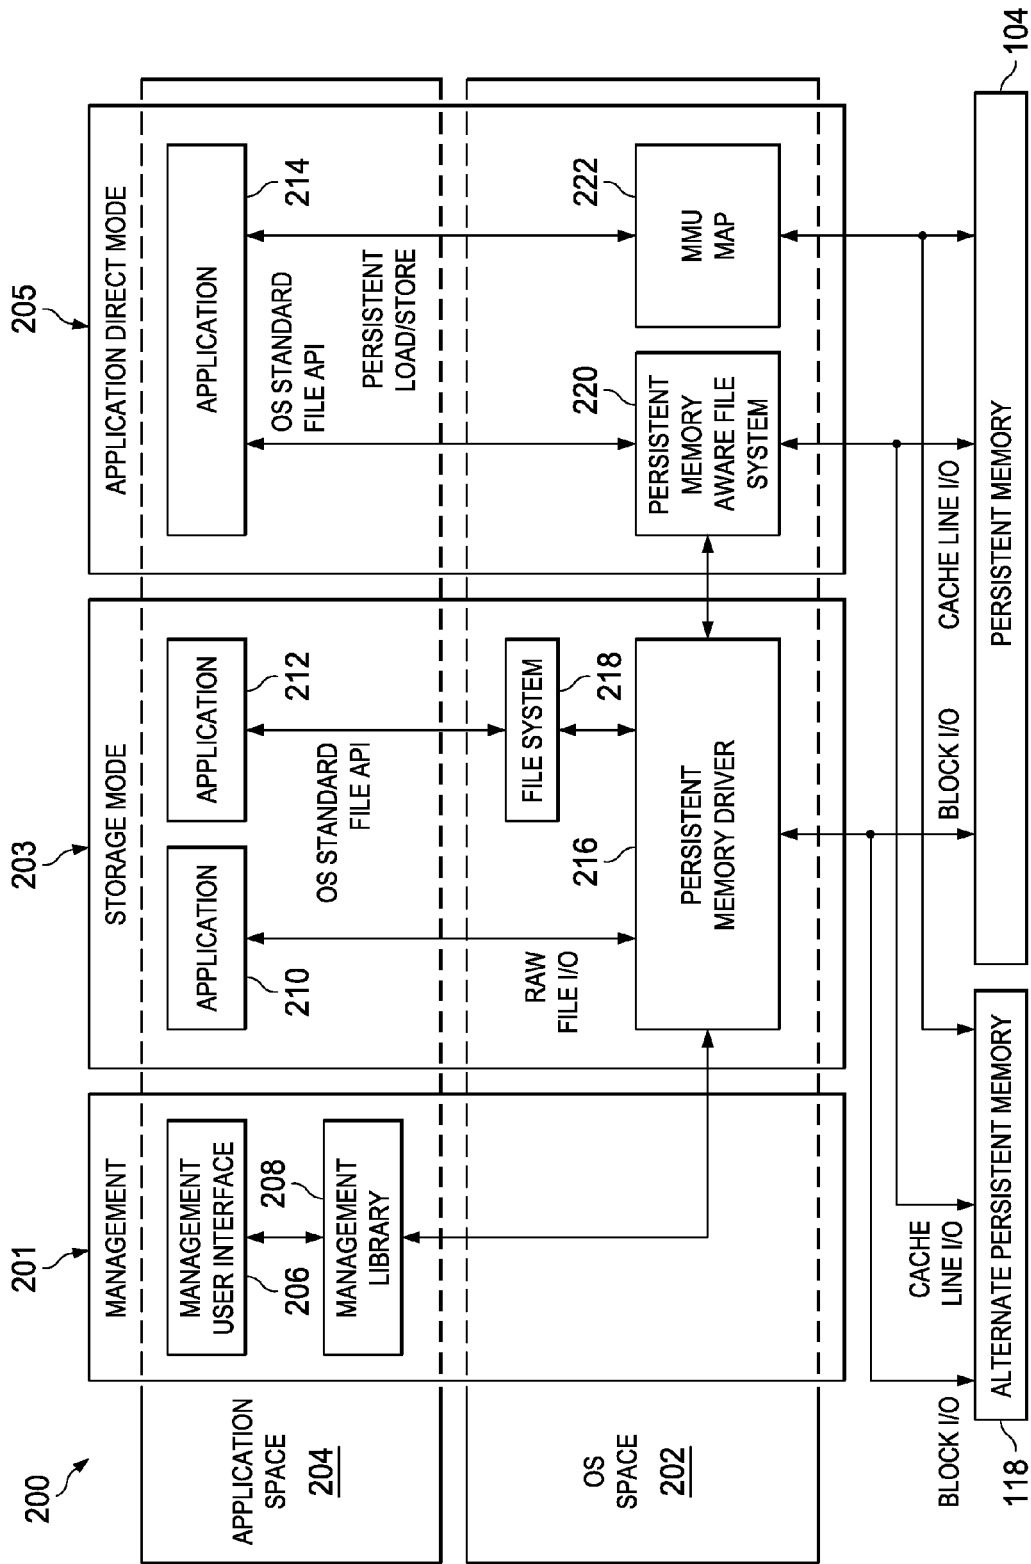 200
201
203
205
MANAGEMENT
STORAGE MODE
APPLICATION DIRECT MODE
APPLICATION
SPACE
204
MANAGEMENT
USER INTERFACE
206
208
MANAGEMENT
LIBRARY
APPLICATION
210
APPLICATION
212
OS STANDARD
FILE API
APPLICATION
214
OS STANDARD
FILE API
PERSISTENT
LOAD/STORE
OS
SPACE
202
RAW
FILE I/O
FILE SYSTEM
218
216
PERSISTENT
MEMORY DRIVER
220
PERSISTENT
MEMORY
AWARE FILE
SYSTEM
222
MMU
MAP
BLOCK I/O
CACHE
LINE I/O
BLOCK I/O
CACHE LINE I/O
118
ALTERNATE PERSISTENT MEMORY
PERSISTENT MEMORY
104